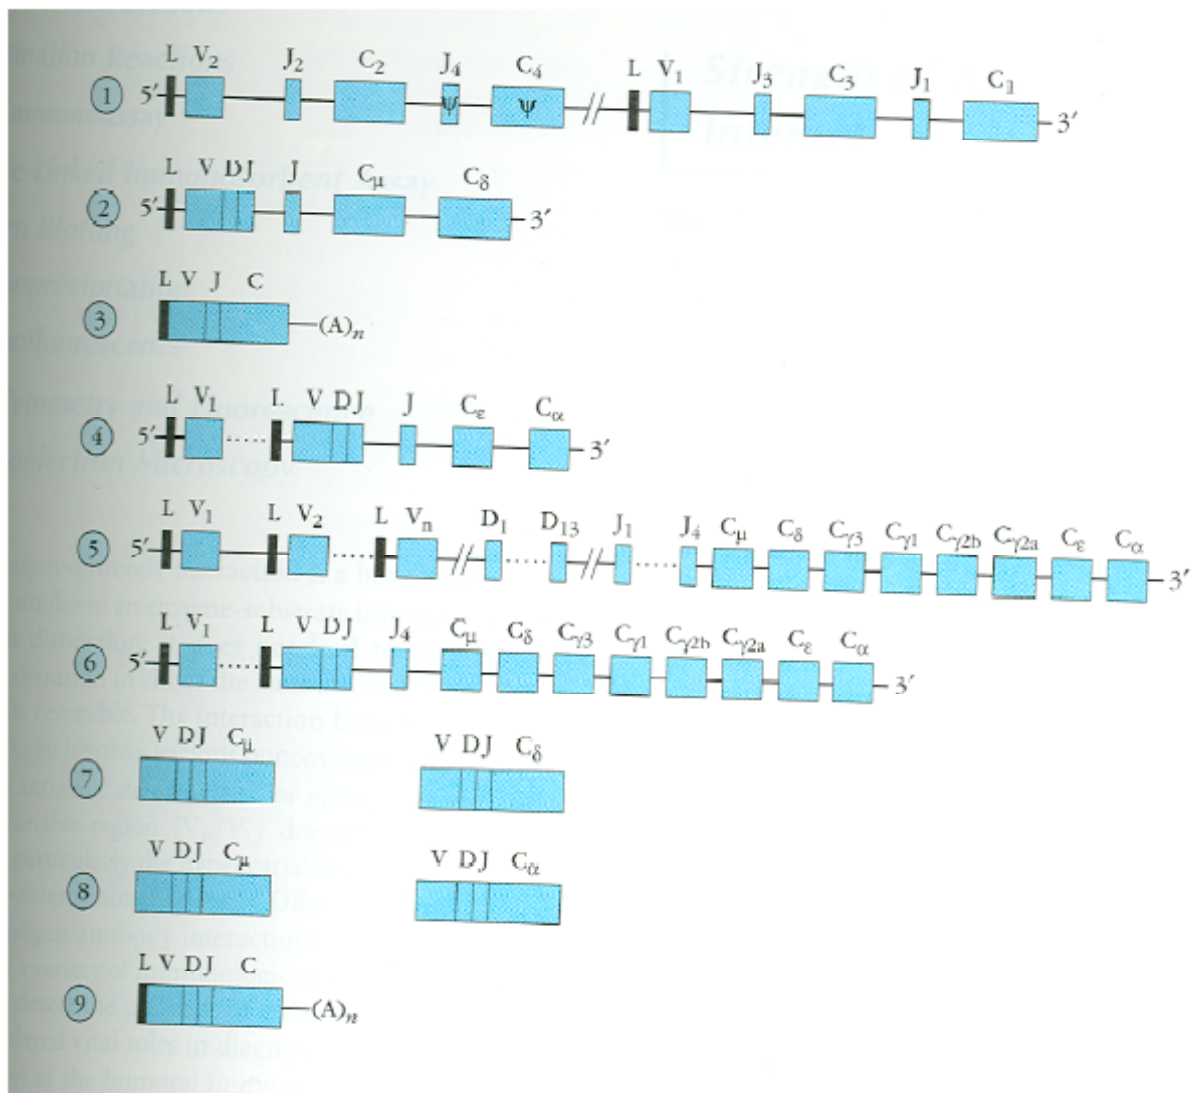 L V₂ J₂ C₂ J₄ C₄ L V₁ J₃ C₃ J₁ C₁
1 5′ ψ ψ 3′
L V DJ J Cμ Cδ
2 5′ 3′
L V J C
3 (A)n
L V₁ L V DJ J Cε Cα
4 5′ 3′
L V₁ L V₂ L Vn D₁ D₁₃ J₁ J₄ Cμ Cδ Cγ3 Cγ1 Cγ2b Cγ2a Cε Cα
5 5′ 3′
L V₁ L V DJ J₄ Cμ Cδ Cγ3 Cγ1 Cγ2b Cγ2a Cε Cα
6 5′ 3′
V DJ Cμ V DJ Cδ
7
V DJ Cμ V DJ Cα
8
L V DJ C
9 (A)n